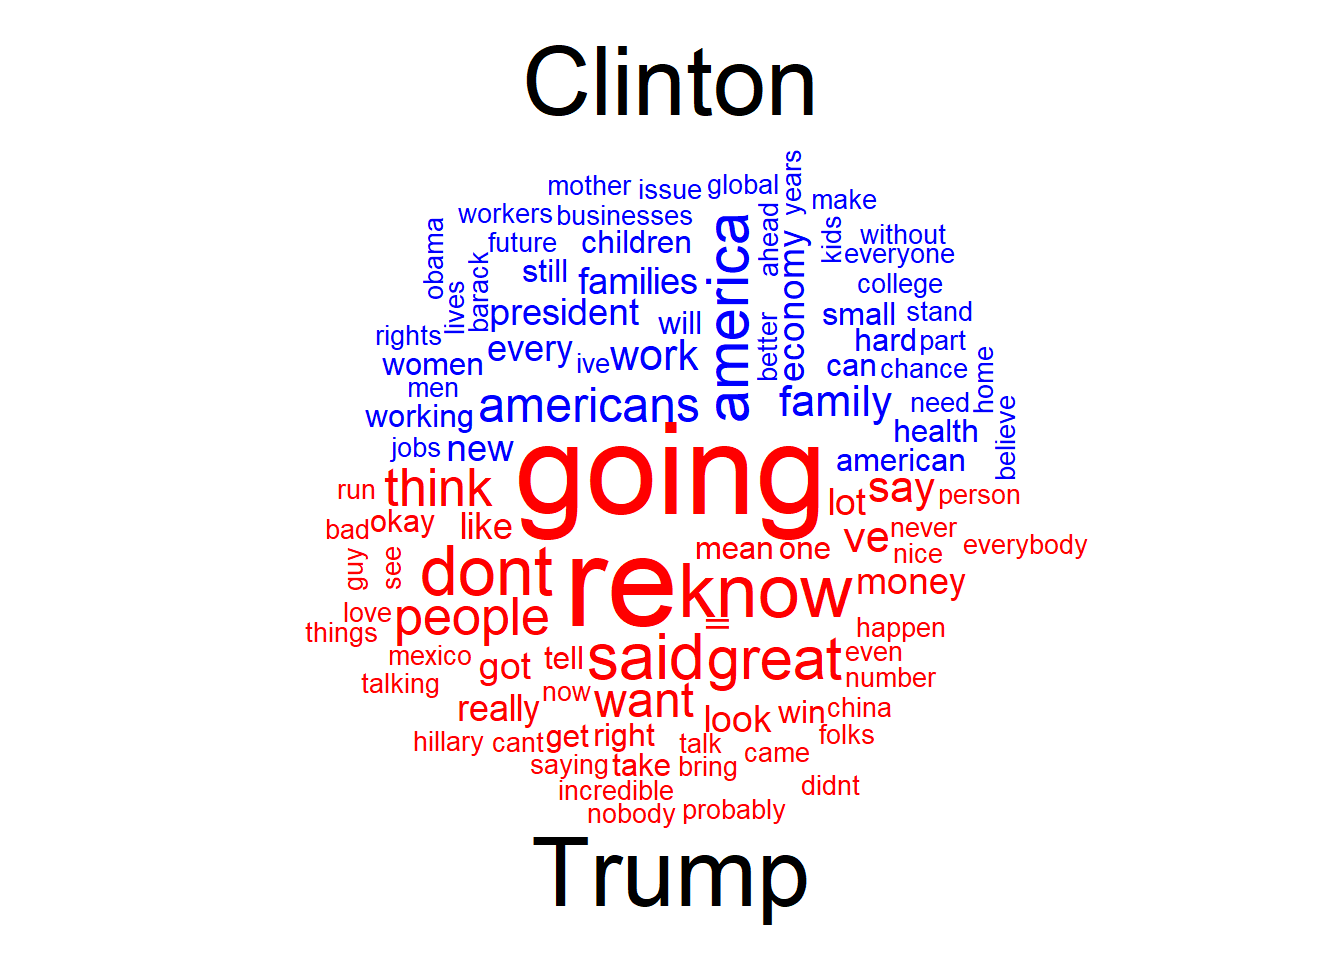 Clinton
mother issue global years
workers businesses ahead make
obama future children america kids without
barack still families economy everyone
lives president will college
rights every ive work better small stand
women hard part
men can chance home
working americans family need believe
jobs new health
american
going
run think lot say person
bad okay like ve never
guy see mean one nice everybody
dont re know money
love people =
things happen
mexico got tell said great even
talking number
really now want look win china
hillary cant get right talk folks
saying take bring came
incredible didnt
nobody probably
Trump